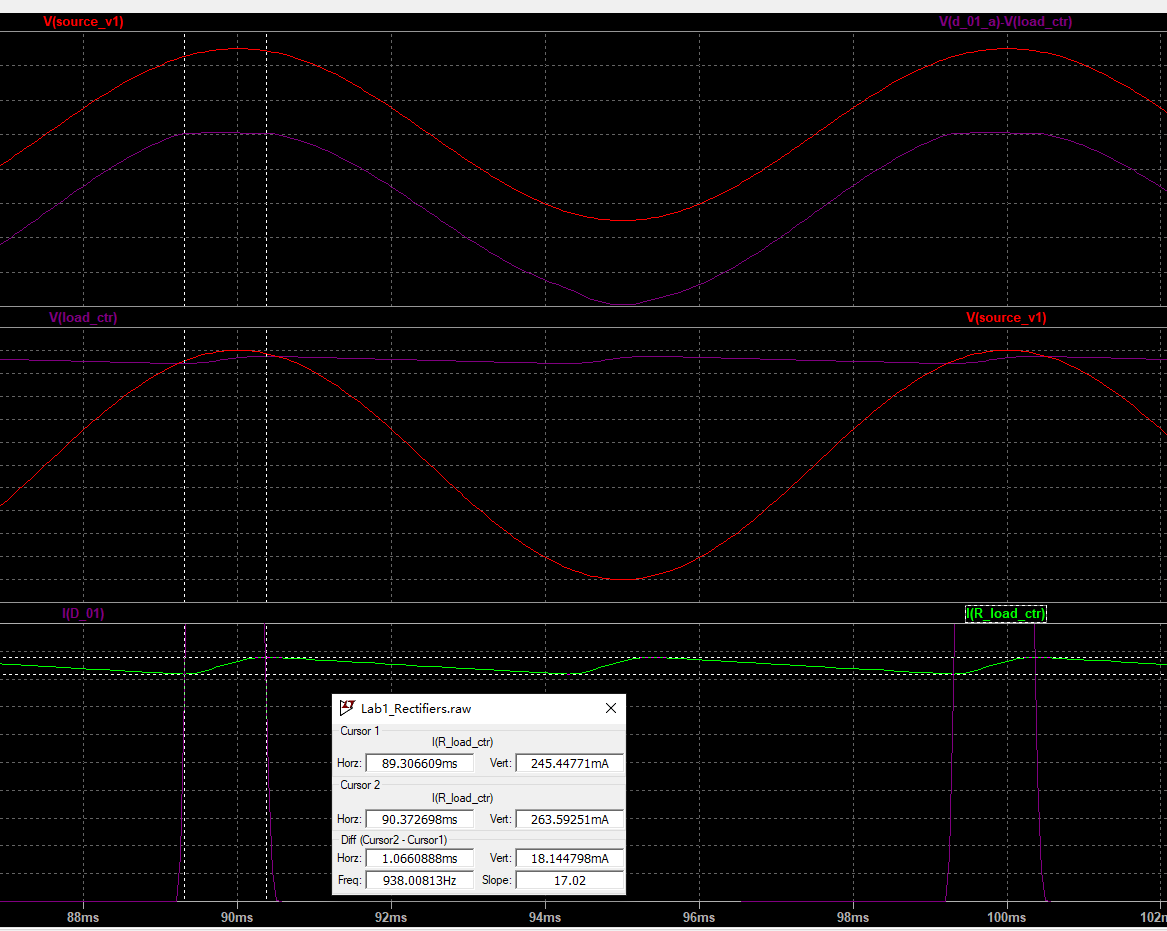 V(source_v1) V(d_01_a)-V(load_ctr)
V(load_ctr) V(source_v1)
I(D_01) I(R_load_ctr)
Lab1_Rectifiers.raw
Cursor 1
I(R_load_ctr)
Horz: 89.306609ms Vert: 245.44771mA
Cursor 2
I(R_load_ctr)
Horz: 90.372698ms Vert: 263.59251mA
Diff (Cursor2 - Cursor1)
Horz: 1.0660888ms Vert: 18.144798mA
Freq: 938.00813Hz Slope: 17.02
88ms 90ms 92ms 94ms 96ms 98ms 100ms 102m